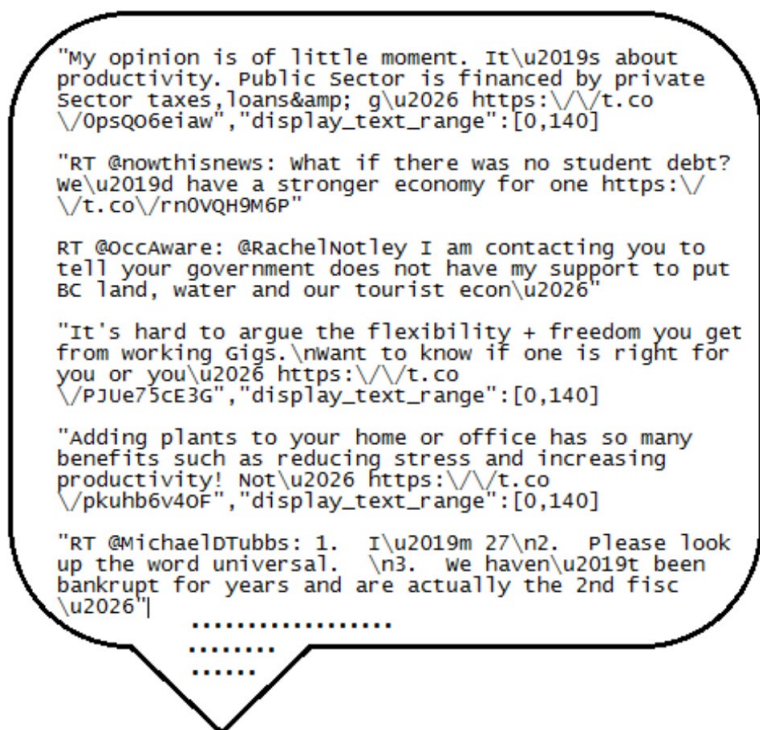 "My opinion is of little moment. It\u2019s about
productivity. Public Sector is financed by private
Sector taxes,loans&amp; g\u2026 https:\/\/t.co
\/OpsQO6eiaw","display_text_range":[0,140]
"RT @nowthisnews: What if there was no student debt?
We\u2019d have a stronger economy for one https:\/
\/t.co\/rnOVQH9M6P"
RT @OccAware: @RachelNotley I am contacting you to
tell your government does not have my support to put
BC land, water and our tourist econ\u2026"
"It's hard to argue the flexibility + freedom you get
from working Gigs.\nWant to know if one is right for
you or you\u2026 https:\/\/t.co
\/PJUe75cE3G","display_text_range":[0,140]
"Adding plants to your home or office has so many
benefits such as reducing stress and increasing
productivity! Not\u2026 https:\/\/t.co
\/pkuhb6v4OF","display_text_range":[0,140]
"RT @MichaelDTubbs: 1.  I\u2019m 27\n2.  Please look
up the word universal.  \n3.  We haven\u2019t been
bankrupt for years and are actually the 2nd fisc
\u2026"
..................
........
......